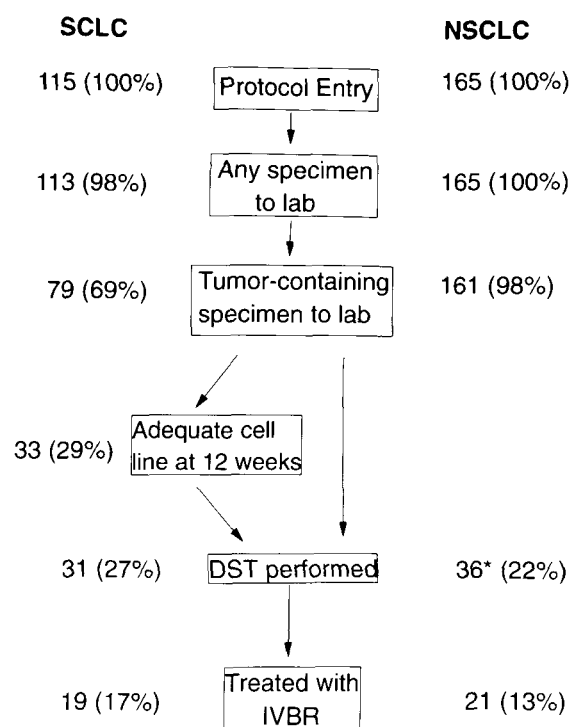 SCLC NSCLC
115 (100%) Protocol Entry 165 (100%)
113 (98%) Any specimen 165 (100%)
to lab
79 (69%) Tumor-containing 161 (98%)
specimen to lab
33 (29%) Adequate cell
line at 12 weeks
31 (27%) DST performed 36* (22%)
19 (17%) Treated with 21 (13%)
IVBR